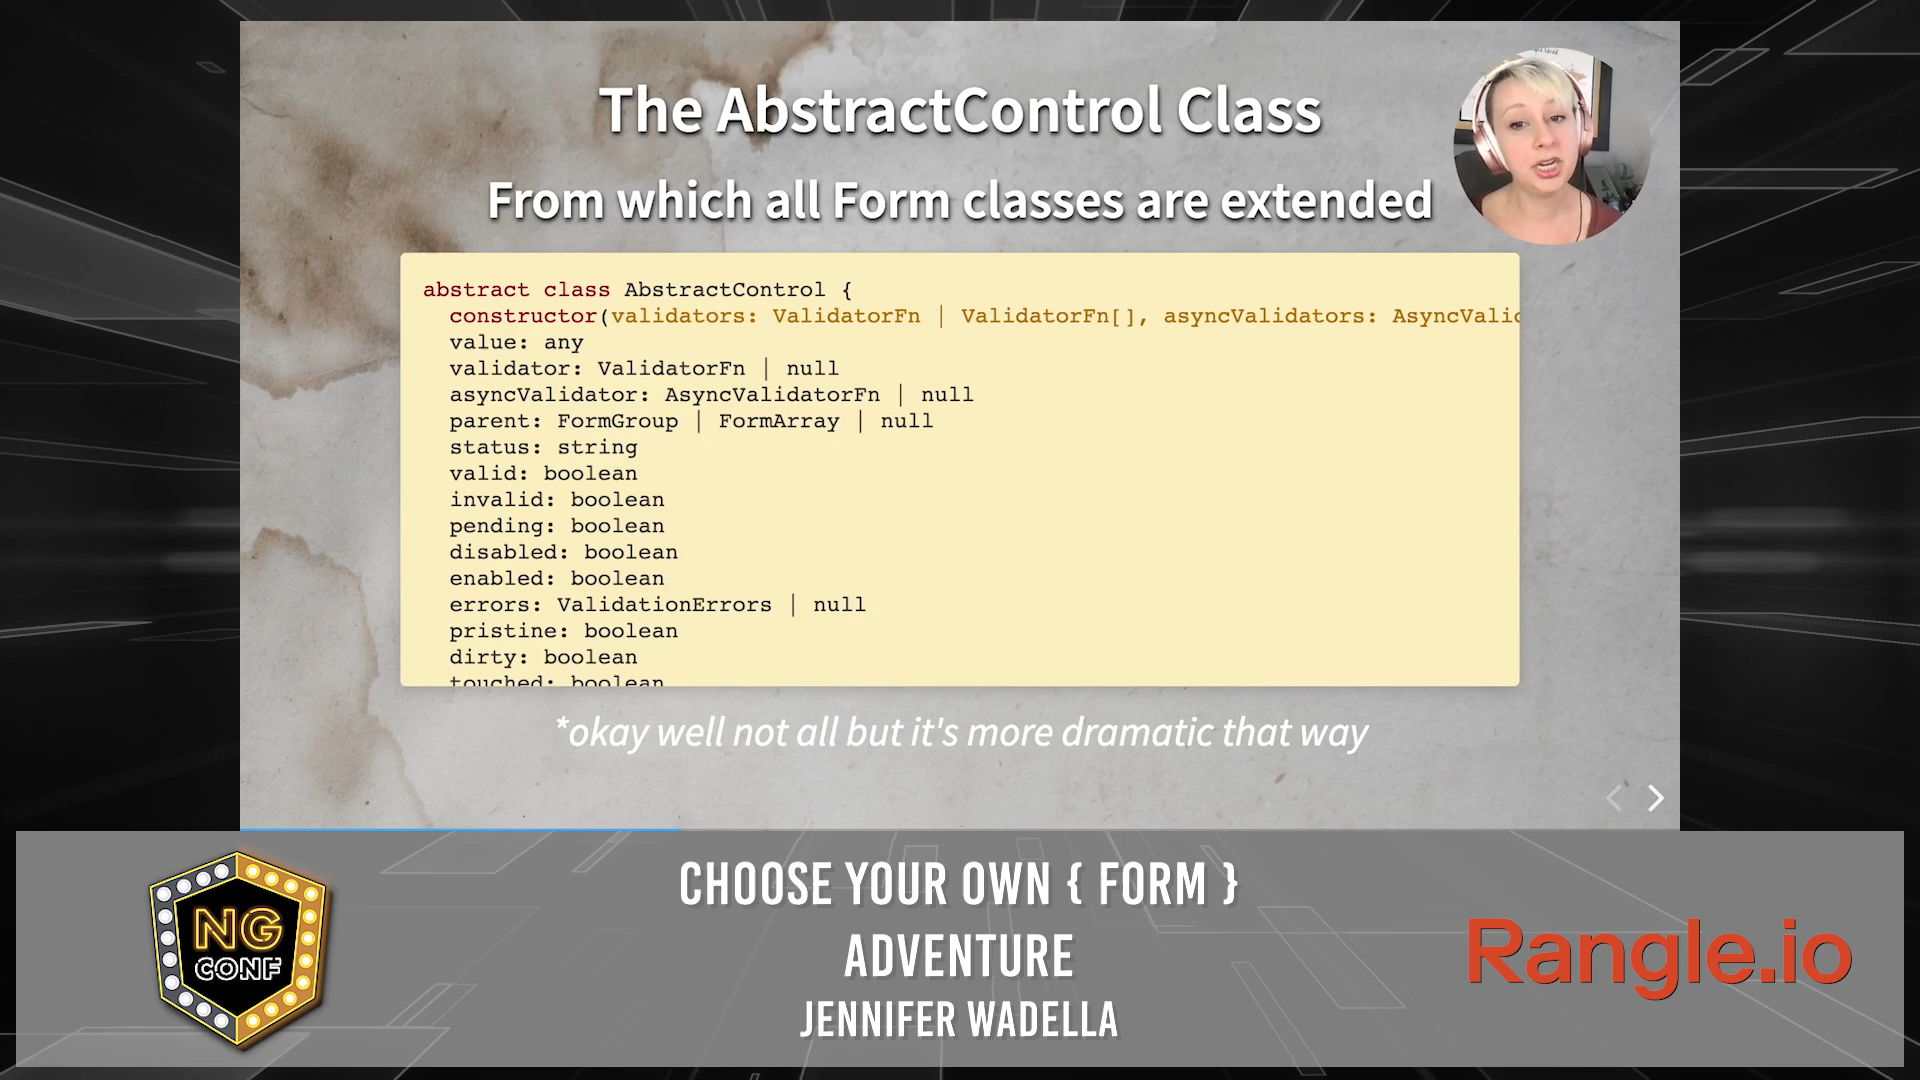 The AbstractControl Class
From which all Form classes are extended
abstract class AbstractControl {
constructor(validators: ValidatorFn | ValidatorFn[], asyncValidators: AsyncValid
value: any
validator: ValidatorFn | null
asyncValidator: AsyncValidatorFn | null
parent: FormGroup | FormArray | null
status: string
valid: boolean
invalid: boolean
pending: boolean
disabled: boolean
enabled: boolean
errors: ValidationErrors | null
pristine: boolean
dirty: boolean
touched: boolean
*okay well not all but it's more dramatic that way
NG
CONF
CHOOSE YOUR OWN { FORM }
ADVENTURE
JENNIFER WADELLA
Rangle.io